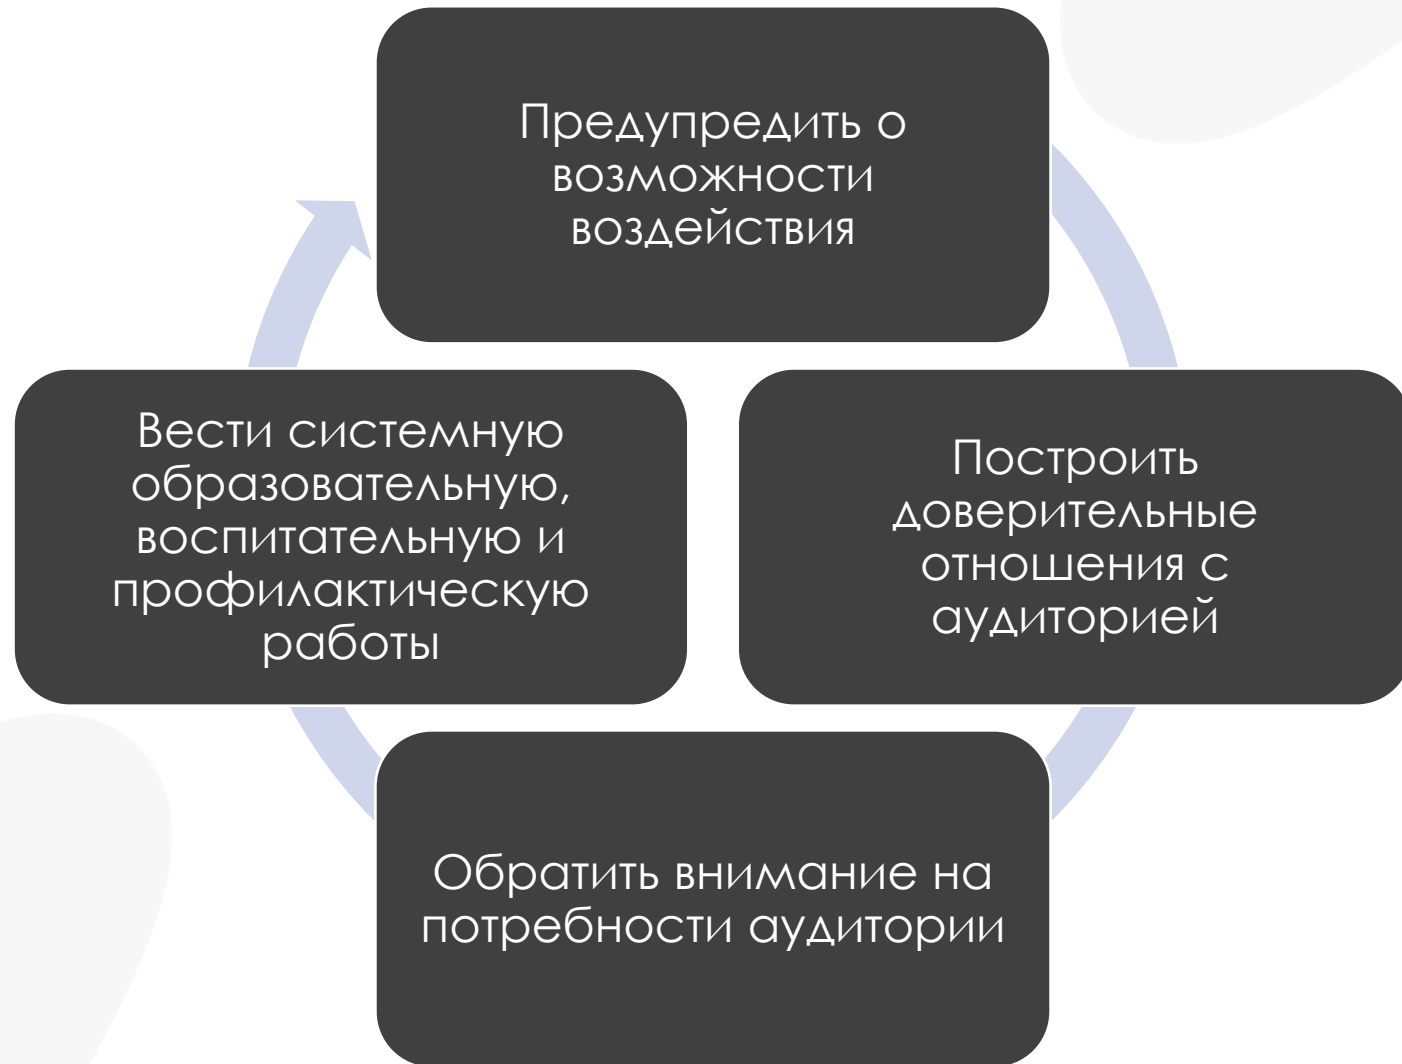 Предупредить о
возможности
воздействия
Вести системную
образовательную,
воспитательную и
профилактическую
работы
Построить
доверительные
отношения с
аудиторией
Обратить внимание на
потребности аудитории